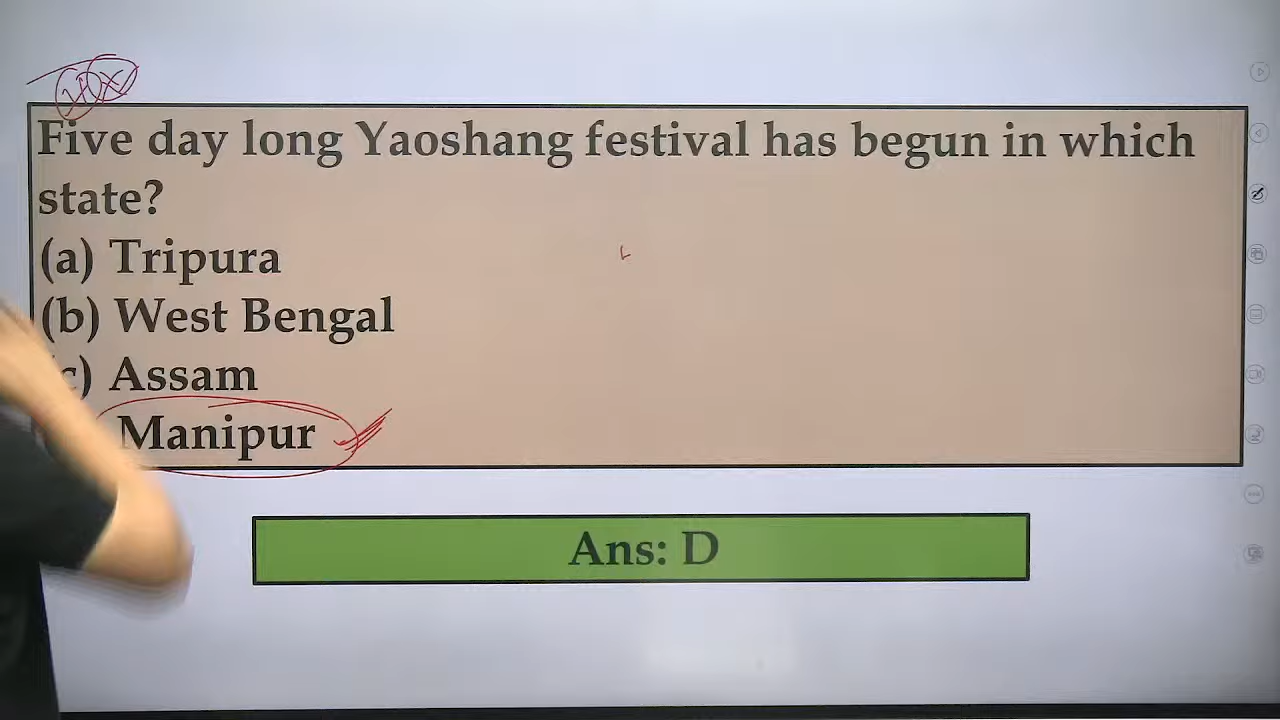 Five day long Yaoshang festival has begun in which
state?
(a) Tripura
(b) West Bengal
c) Assam
Manipur
Ans: D